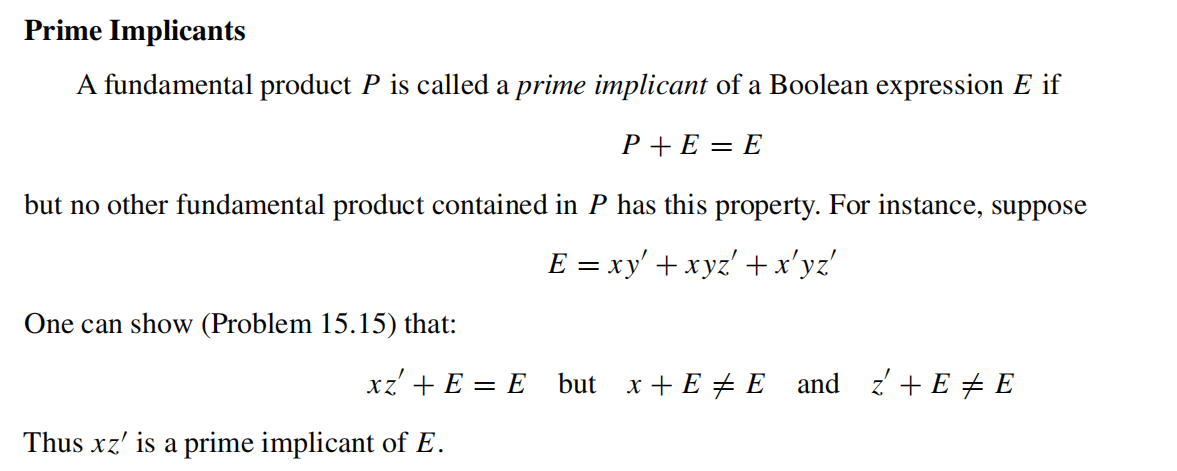 Prime Implicants
A fundamental product P is called a prime implicant of a Boolean expression E if
P + E = E
but no other fundamental product contained in P has this property. For instance, suppose
E = xy′ + xyz′ + x′yz′
One can show (Problem 15.15) that:
xz′ + E = E but x + E ≠ E and z′ + E ≠ E
Thus xz′ is a prime implicant of E.